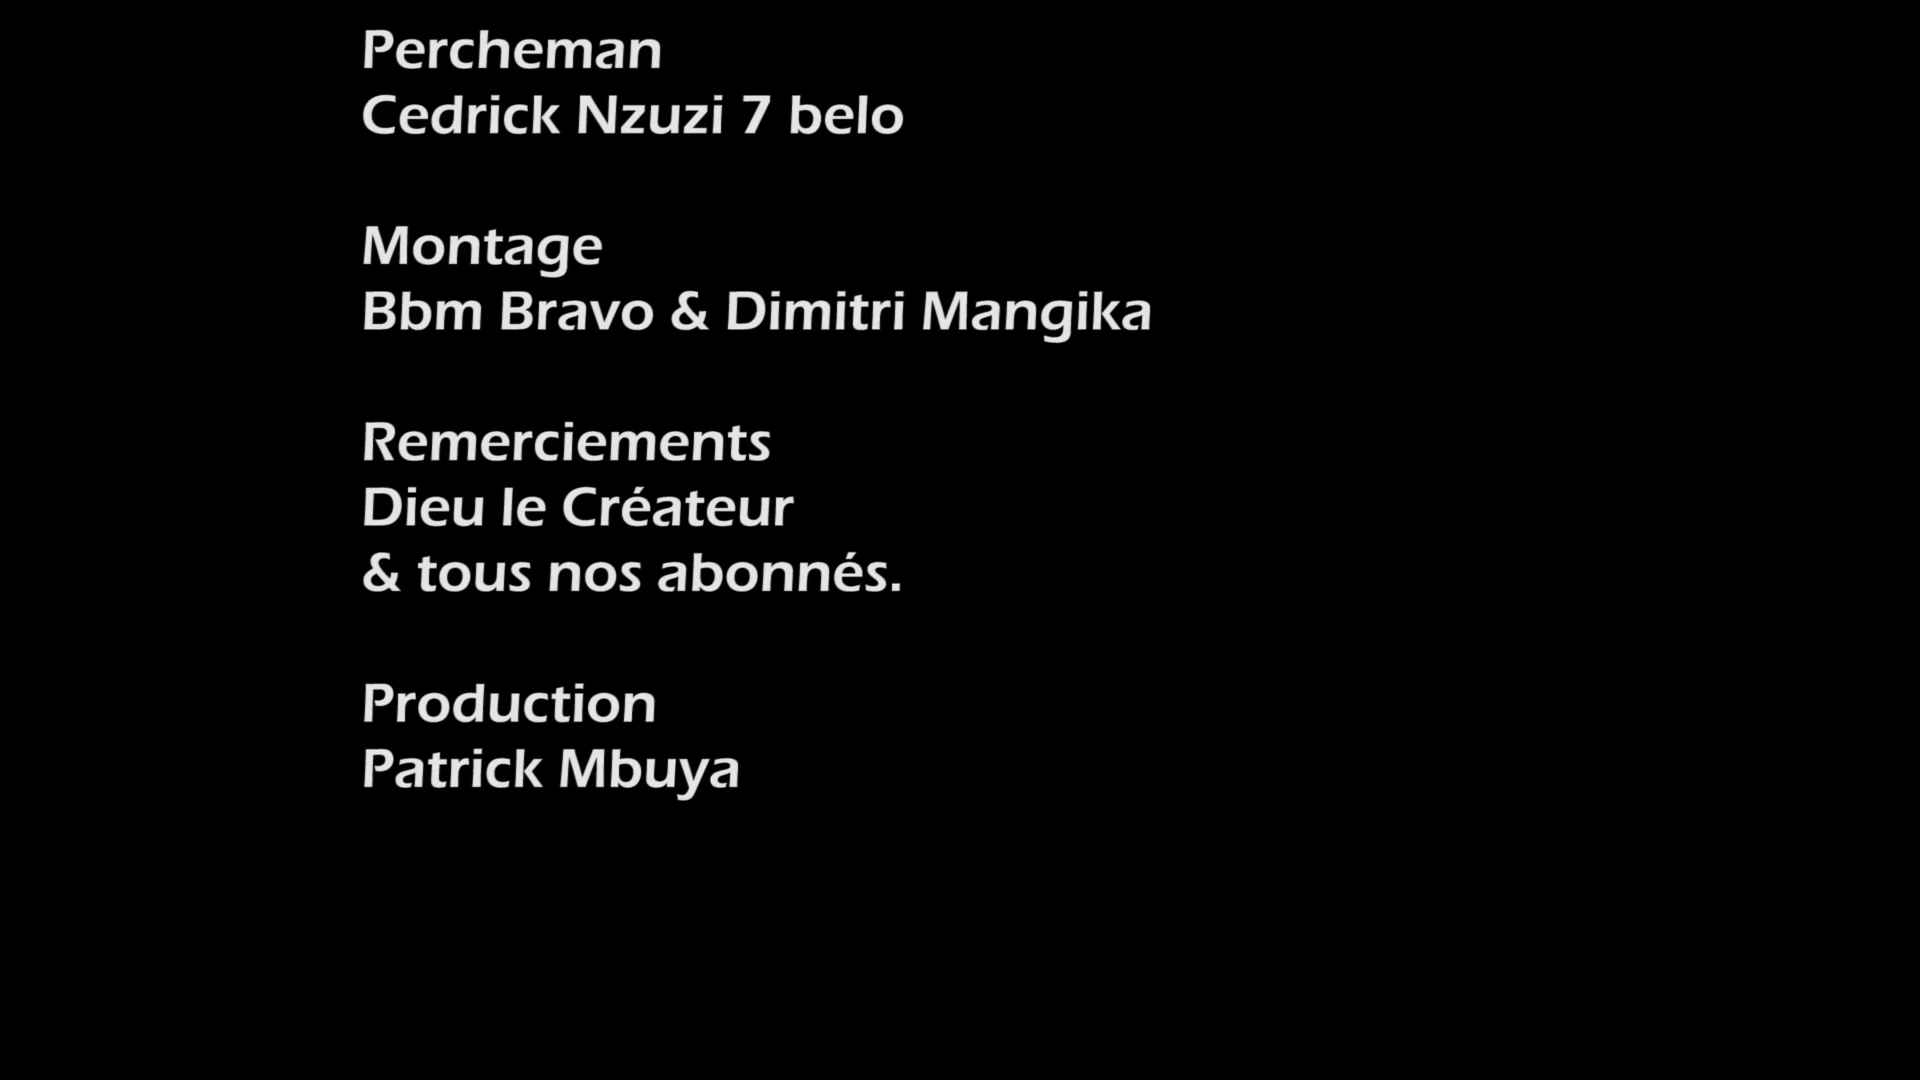 Percheman
Cedrick Nzuzi 7 belo
Montage
Bbm Bravo & Dimitri Mangika
Remerciements
Dieu le Créateur
& tous nos abonnés.
Production
Patrick Mbuya